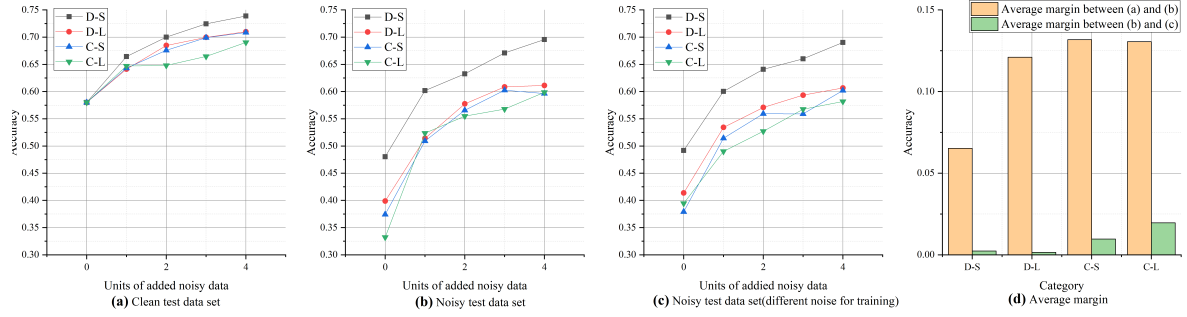 D-S
D-L
C-S
C-L
0.75
0.70
0.65
0.60
0.55
0.50
0.45
0.40
0.35
0.30
Accuracy
0 2 4
Units of added noisy data
(a) Clean test data set
D-S
D-L
C-S
C-L
0.75
0.70
0.65
0.60
0.55
0.50
0.45
0.40
0.35
0.30
Accuracy
0 2 4
Units of added noisy data
(b) Noisy test data set
D-S
D-L
C-S
C-L
0.75
0.70
0.65
0.60
0.55
0.50
0.45
0.40
0.35
0.30
Accuracy
0 2 4
Units of addied noisy data
(c) Noisy test data set(different noise for training)
Average margin between (a) and (b)
Average margin between (b) and (c)
0.15
0.10
0.05
0.00
Accuracy
D-S D-L C-S C-L
Category
(d) Average margin